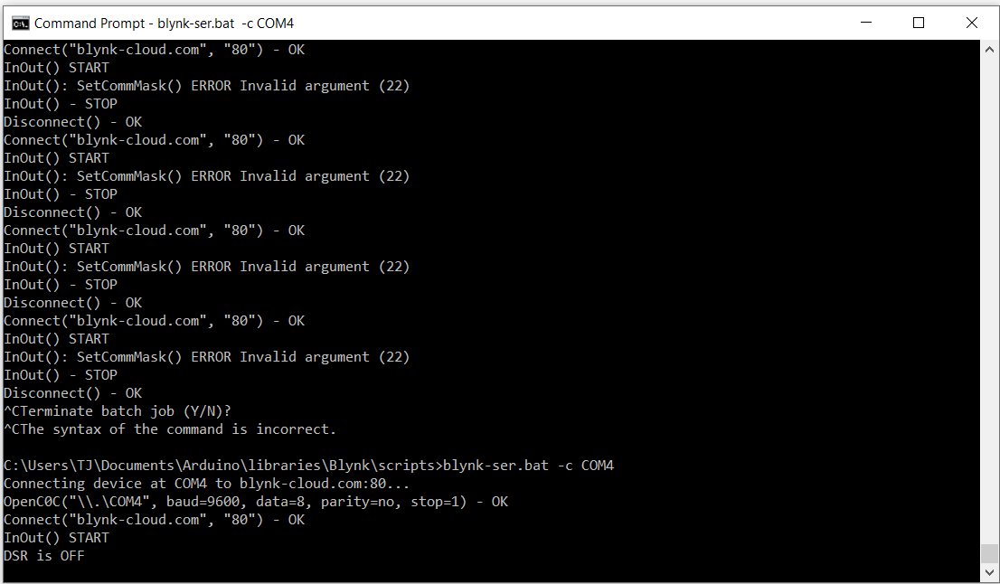 Command Prompt - blynk-ser.bat -c COM4
Connect("blynk-cloud.com", "80") - OK
InOut() START
InOut(): SetCommMask() ERROR Invalid argument (22)
InOut() - STOP
Disconnect() - OK
Connect("blynk-cloud.com", "80") - OK
InOut() START
InOut(): SetCommMask() ERROR Invalid argument (22)
InOut() - STOP
Disconnect() - OK
Connect("blynk-cloud.com", "80") - OK
InOut() START
InOut(): SetCommMask() ERROR Invalid argument (22)
InOut() - STOP
Disconnect() - OK
Connect("blynk-cloud.com", "80") - OK
InOut() START
InOut(): SetCommMask() ERROR Invalid argument (22)
InOut() - STOP
Disconnect() - OK
^CTerminate batch job (Y/N)?
^CThe syntax of the command is incorrect.
C:\Users\TJ\Documents\Arduino\libraries\Blynk\scripts>blynk-ser.bat -c COM4
Connecting device at COM4 to blynk-cloud.com:80...
OpenC0C("\\.\COM4", baud=9600, data=8, parity=no, stop=1) - OK
Connect("blynk-cloud.com", "80") - OK
InOut() START
DSR is OFF